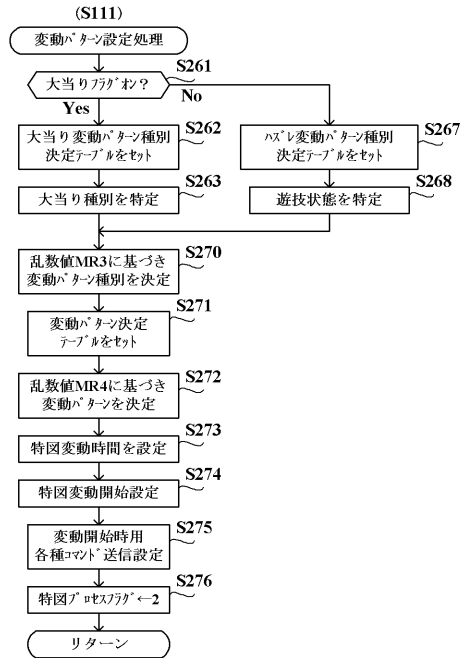 (S111)
変動ﾊﾟﾀｰﾝ設定処理
S261
大当りﾌﾗｸﾞｵﾝ？
Yes
No
S262
大当り変動ﾊﾟﾀｰﾝ種別
決定ﾃｰﾌﾞﾙをｾｯﾄ
S267
ﾊｽﾞﾚ変動ﾊﾟﾀｰﾝ種別
決定ﾃｰﾌﾞﾙをｾｯﾄ
S263
大当り種別を特定
S268
遊技状態を特定
S270
乱数値MR3に基づき
変動ﾊﾟﾀｰﾝ種別を決定
S271
変動ﾊﾟﾀｰﾝ決定
ﾃｰﾌﾞﾙをｾｯﾄ
S272
乱数値MR4に基づき
変動ﾊﾟﾀｰﾝを決定
S273
特図変動時間を設定
S274
特図変動開始設定
S275
変動開始時用
各種ｺﾏﾝﾄﾞ送信設定
S276
特図ﾌﾟﾛｾｽﾌﾗｸﾞ←2
リターン